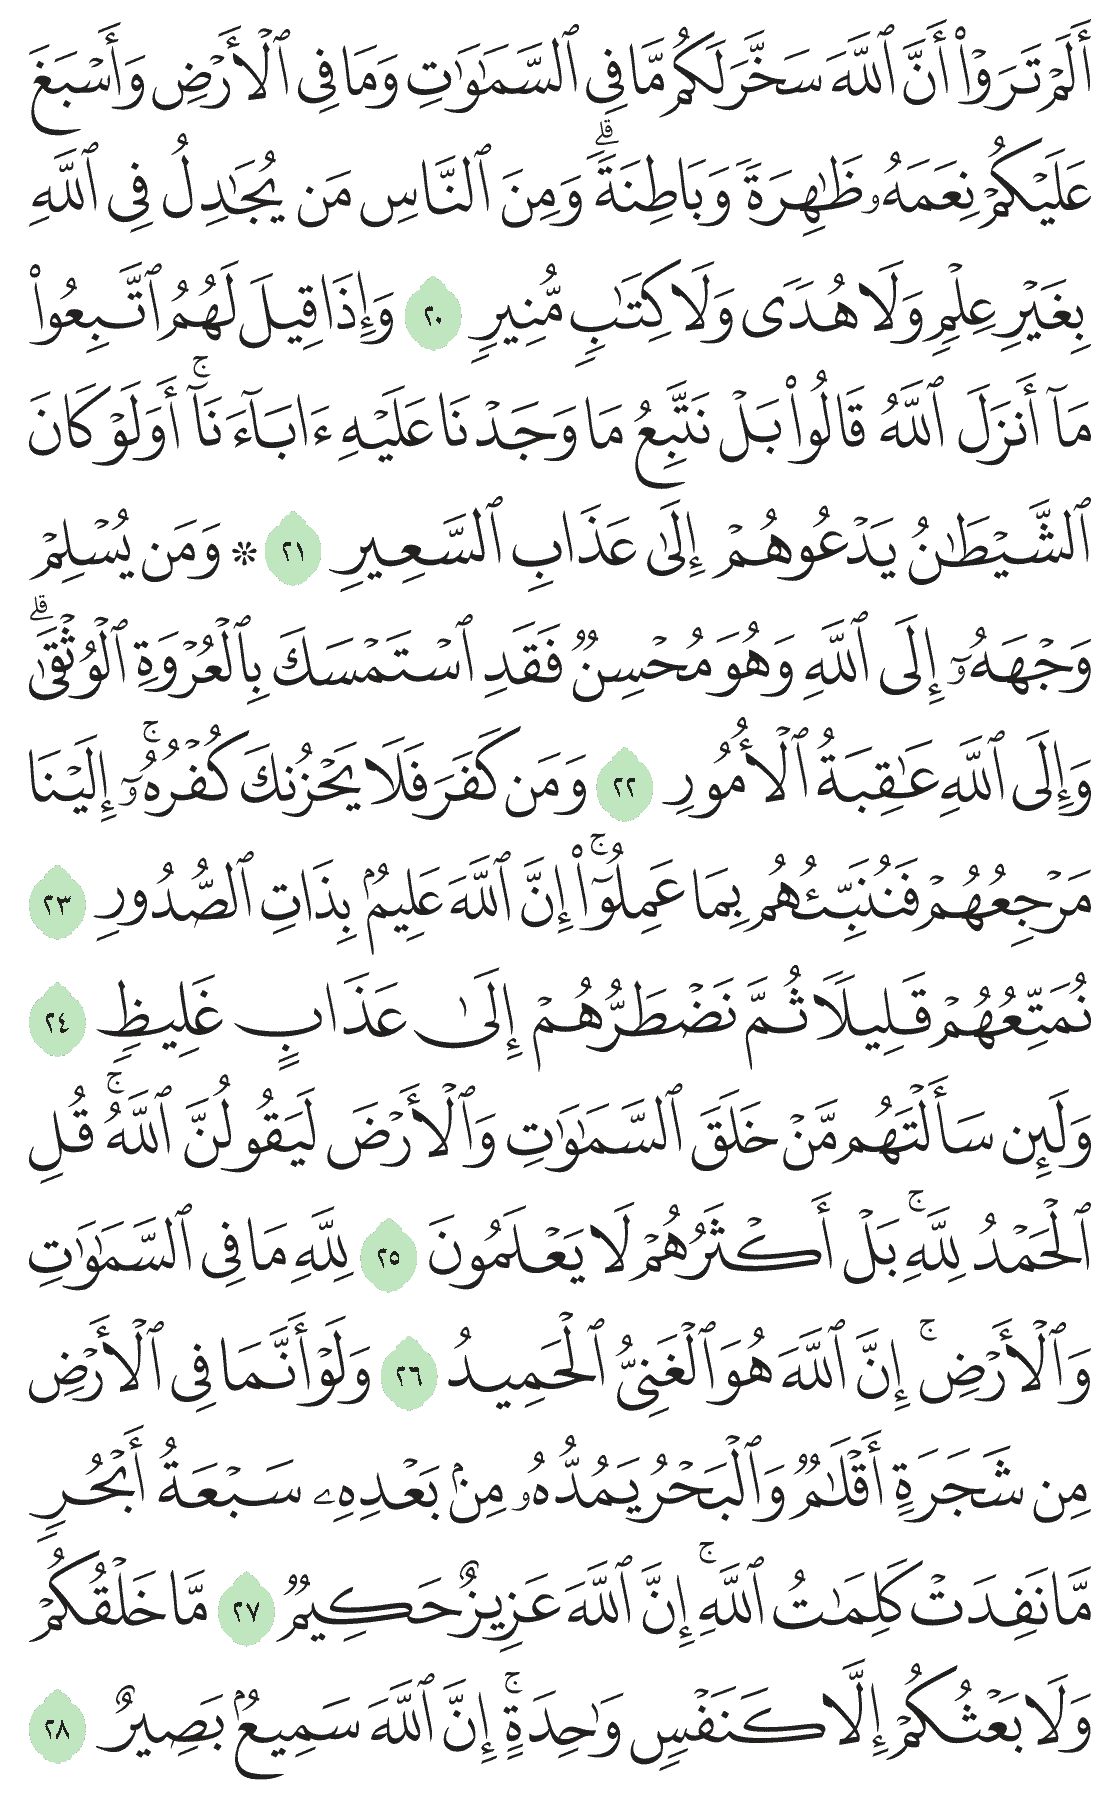 أَلَمۡ تَرَوۡاْ أَنَّ ٱللَّهَ سَخَّرَ لَكُم مَّا فِي ٱلسَّمَٰوَٰتِ وَمَا فِي ٱلۡأَرۡضِ وَأَسۡبَغَ
عَلَيۡكُمۡ نِعَمَهُۥ ظَٰهِرَةٗ وَبَاطِنَةٗۗ وَمِنَ ٱلنَّاسِ مَن يُجَٰدِلُ فِي ٱللَّهِ
بِغَيۡرِ عِلۡمٖ وَلَا هُدٗى وَلَا كِتَٰبٖ مُّنِيرٖ ٢٠ وَإِذَا قِيلَ لَهُمُ ٱتَّبِعُواْ
مَآ أَنزَلَ ٱللَّهُ قَالُواْ بَلۡ نَتَّبِعُ مَا وَجَدۡنَا عَلَيۡهِ ءَابَآءَنَآۚ أَوَلَوۡ كَانَ
ٱلشَّيۡطَٰنُ يَدۡعُوهُمۡ إِلَىٰ عَذَابِ ٱلسَّعِيرِ ٢١ ۞ وَمَن يُسۡلِمۡ
وَجۡهَهُۥٓ إِلَى ٱللَّهِ وَهُوَ مُحۡسِنٞ فَقَدِ ٱسۡتَمۡسَكَ بِٱلۡعُرۡوَةِ ٱلۡوُثۡقَىٰۗ
وَإِلَى ٱللَّهِ عَٰقِبَةُ ٱلۡأُمُورِ ٢٢ وَمَن كَفَرَ فَلَا يَحۡزُنكَ كُفۡرُهُۥٓۚ إِلَيۡنَا
مَرۡجِعُهُمۡ فَنُنَبِّئُهُم بِمَا عَمِلُوٓاْۚ إِنَّ ٱللَّهَ عَلِيمُۢ بِذَاتِ ٱلصُّدُورِ ٢٣
نُمَتِّعُهُمۡ قَلِيلٗا ثُمَّ نَضۡطَرُّهُمۡ إِلَىٰ عَذَابٍ غَلِيظٖ ٢٤
وَلَئِن سَأَلۡتَهُم مَّنۡ خَلَقَ ٱلسَّمَٰوَٰتِ وَٱلۡأَرۡضَ لَيَقُولُنَّ ٱللَّهُۚ قُلِ
ٱلۡحَمۡدُ لِلَّهِۚ بَلۡ أَكۡثَرُهُمۡ لَا يَعۡلَمُونَ ٢٥ لِلَّهِ مَا فِي ٱلسَّمَٰوَٰتِ
وَٱلۡأَرۡضِۚ إِنَّ ٱللَّهَ هُوَ ٱلۡغَنِيُّ ٱلۡحَمِيدُ ٢٦ وَلَوۡ أَنَّمَا فِي ٱلۡأَرۡضِ
مِن شَجَرَةٍ أَقۡلَٰمٞ وَٱلۡبَحۡرُ يَمُدُّهُۥ مِنۢ بَعۡدِهِۦ سَبۡعَةُ أَبۡحُرٖ
مَّا نَفِدَتۡ كَلِمَٰتُ ٱللَّهِۚ إِنَّ ٱللَّهَ عَزِيزٌ حَكِيمٞ ٢٧ مَّا خَلۡقُكُمۡ
وَلَا بَعۡثُكُمۡ إِلَّا كَنَفۡسٖ وَٰحِدَةٍۚ إِنَّ ٱللَّهَ سَمِيعُۢ بَصِيرٌ ٢٨